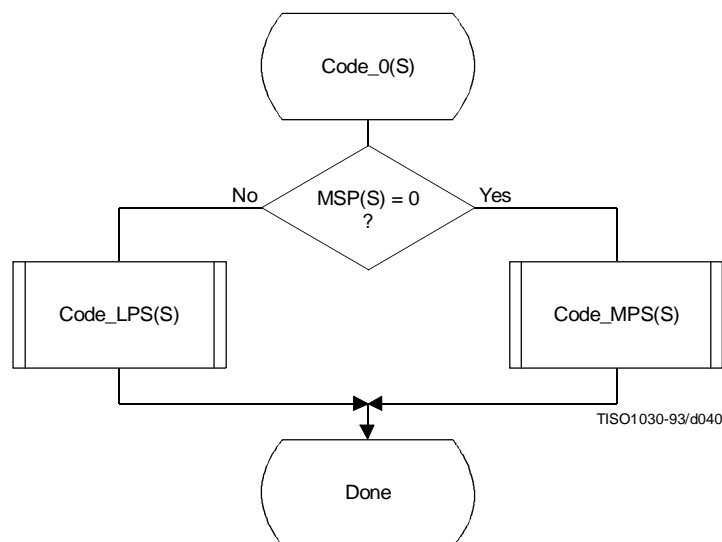 Code_0(S)
No
MSP(S) = 0
?
Yes
Code_LPS(S)
Code_MPS(S)
TISO1030-93/d040
Done